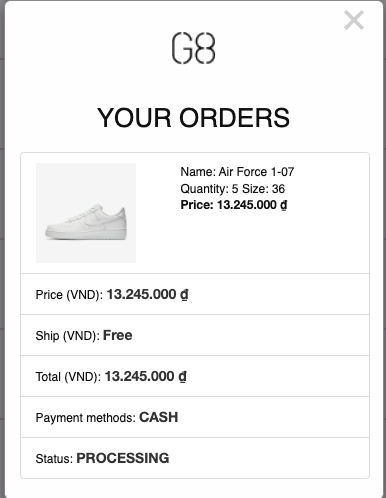 G8
YOUR ORDERS
Name: Air Force 1-07
Quantity: 5 Size: 36
Price: 13.245.000 ₫
Price (VND): 13.245.000 ₫
Ship (VND): Free
Total (VND): 13.245.000 ₫
Payment methods: CASH
Status: PROCESSING